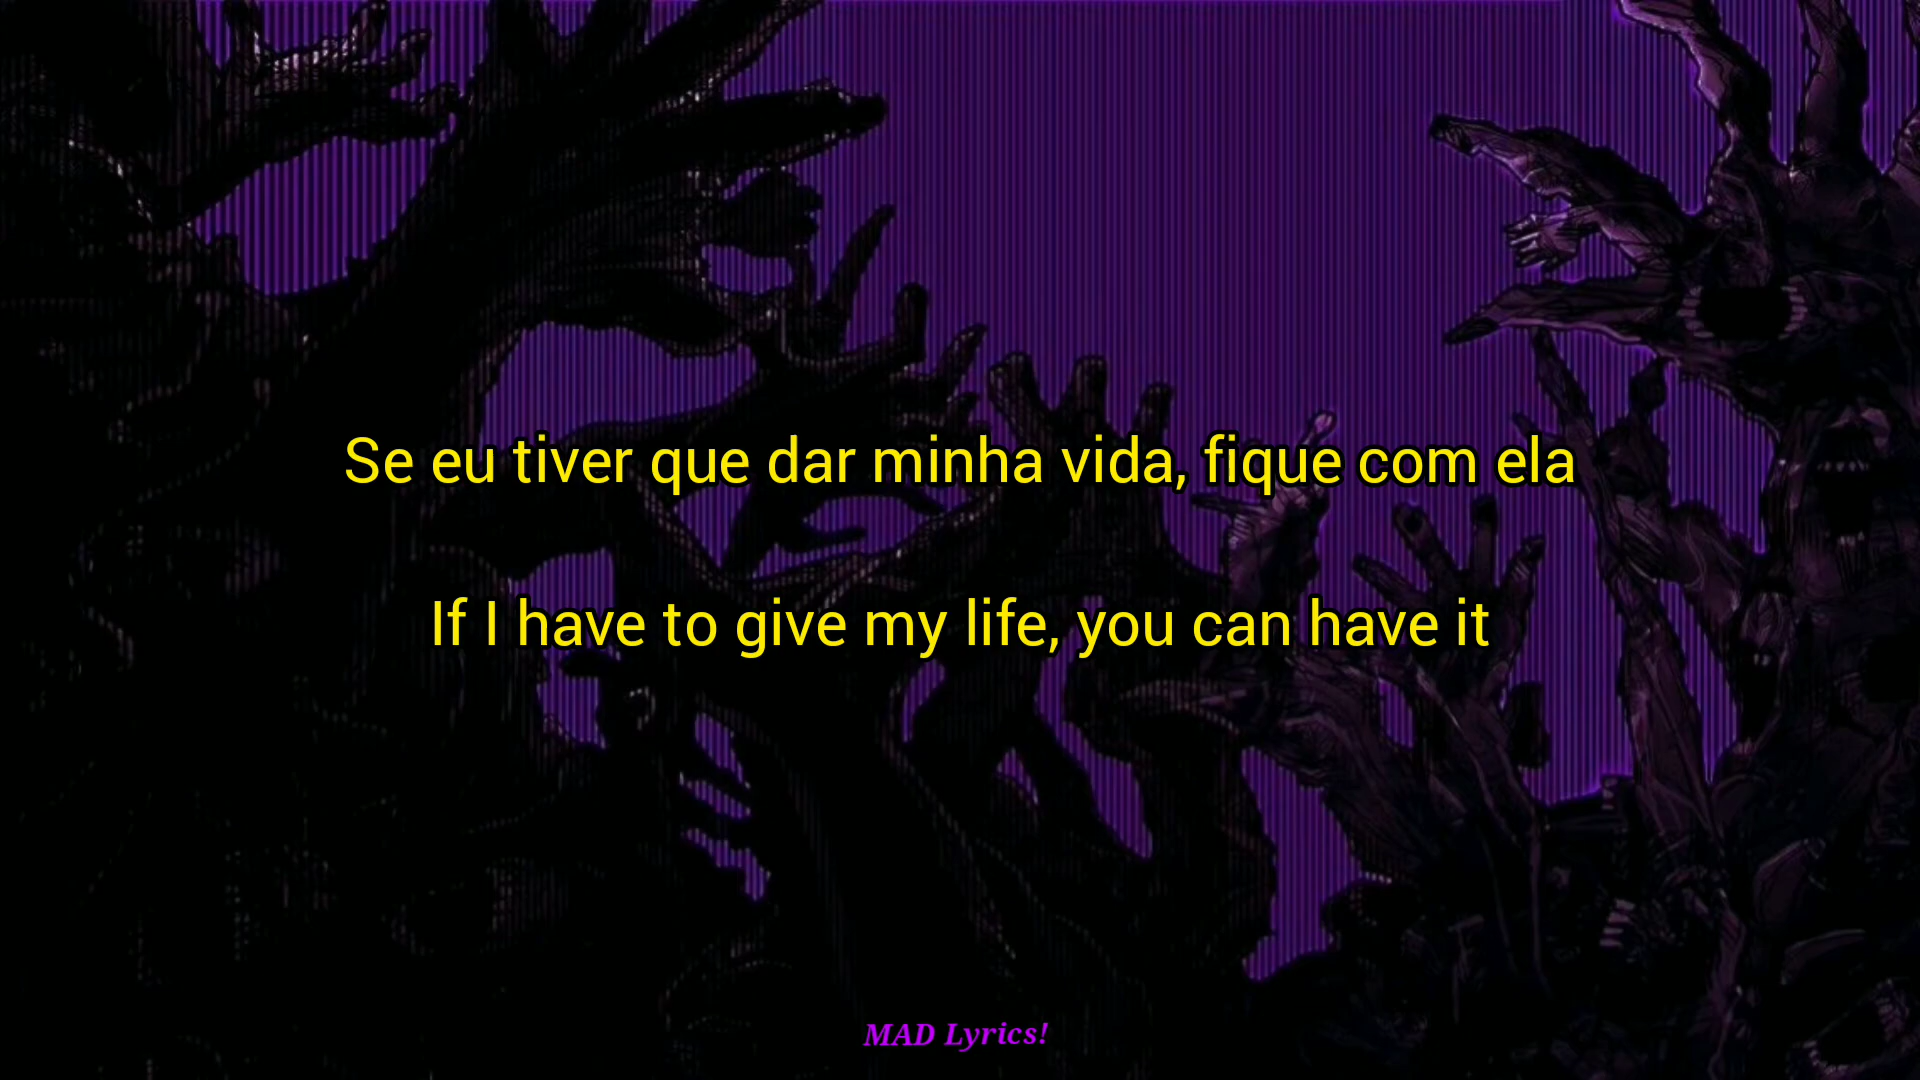 Se eu tiver que dar minha vida, fique com ela
If I have to give my life, you can have it
MAD Lyrics!